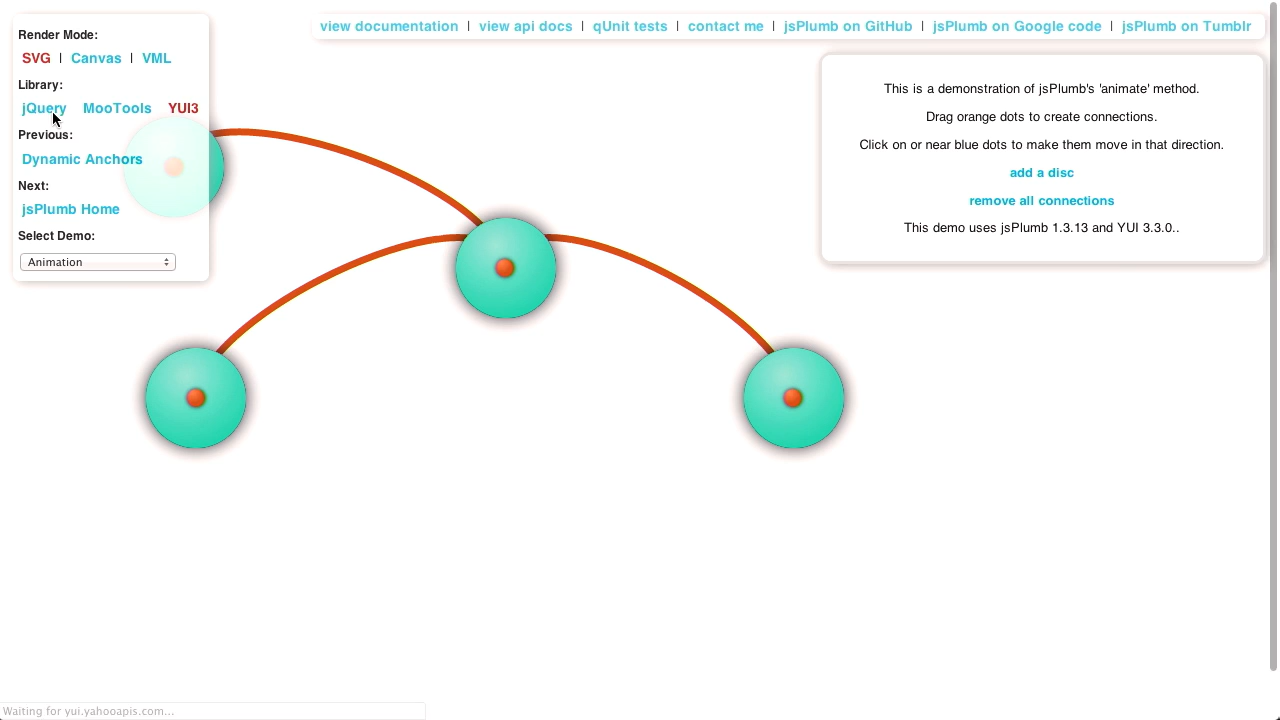 view documentation | view api docs | qUnit tests | contact me | jsPlumb on GitHub | jsPlumb on Google code | jsPlumb on Tumblr
Render Mode:
SVG | Canvas | VML
Library:
jQuery MooTools YUI3
Previous:
Dynamic Anchors
Next:
jsPlumb Home
Select Demo:
Animation
This is a demonstration of jsPlumb's 'animate' method.
Drag orange dots to create connections.
Click on or near blue dots to make them move in that direction.
add a disc
remove all connections
This demo uses jsPlumb 1.3.13 and YUI 3.3.0..
Waiting for yui.yahooapis.com...